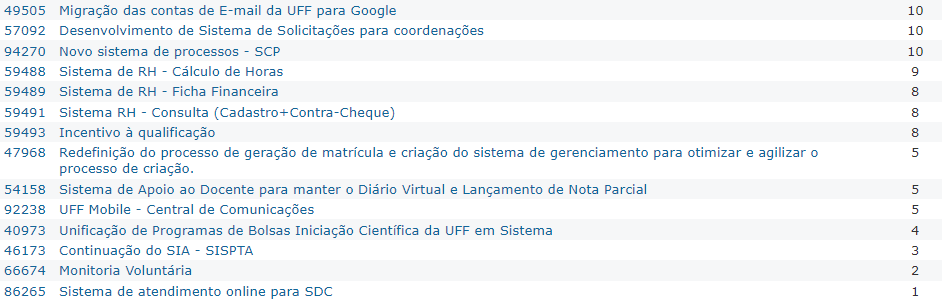 49505 Migração das contas de E-mail da UFF para Google 10
57092 Desenvolvimento de Sistema de Solicitações para coordenações 10
94270 Novo sistema de processos - SCP 10
59488 Sistema de RH - Cálculo de Horas 9
59489 Sistema de RH - Ficha Financeira 8
59491 Sistema RH - Consulta (Cadastro+Contra-Cheque) 8
59493 Incentivo à qualificação 8
47968 Redefinição do processo de geração de matrícula e criação do sistema de gerenciamento para otimizar e agilizar o 5
processo de criação.
54158 Sistema de Apoio ao Docente para manter o Diário Virtual e Lançamento de Nota Parcial 5
92238 UFF Mobile - Central de Comunicações 5
40973 Unificação de Programas de Bolsas Iniciação Científica da UFF em Sistema 4
46173 Continuação do SIA - SISPTA 3
66674 Monitoria Voluntária 2
86265 Sistema de atendimento online para SDC 1